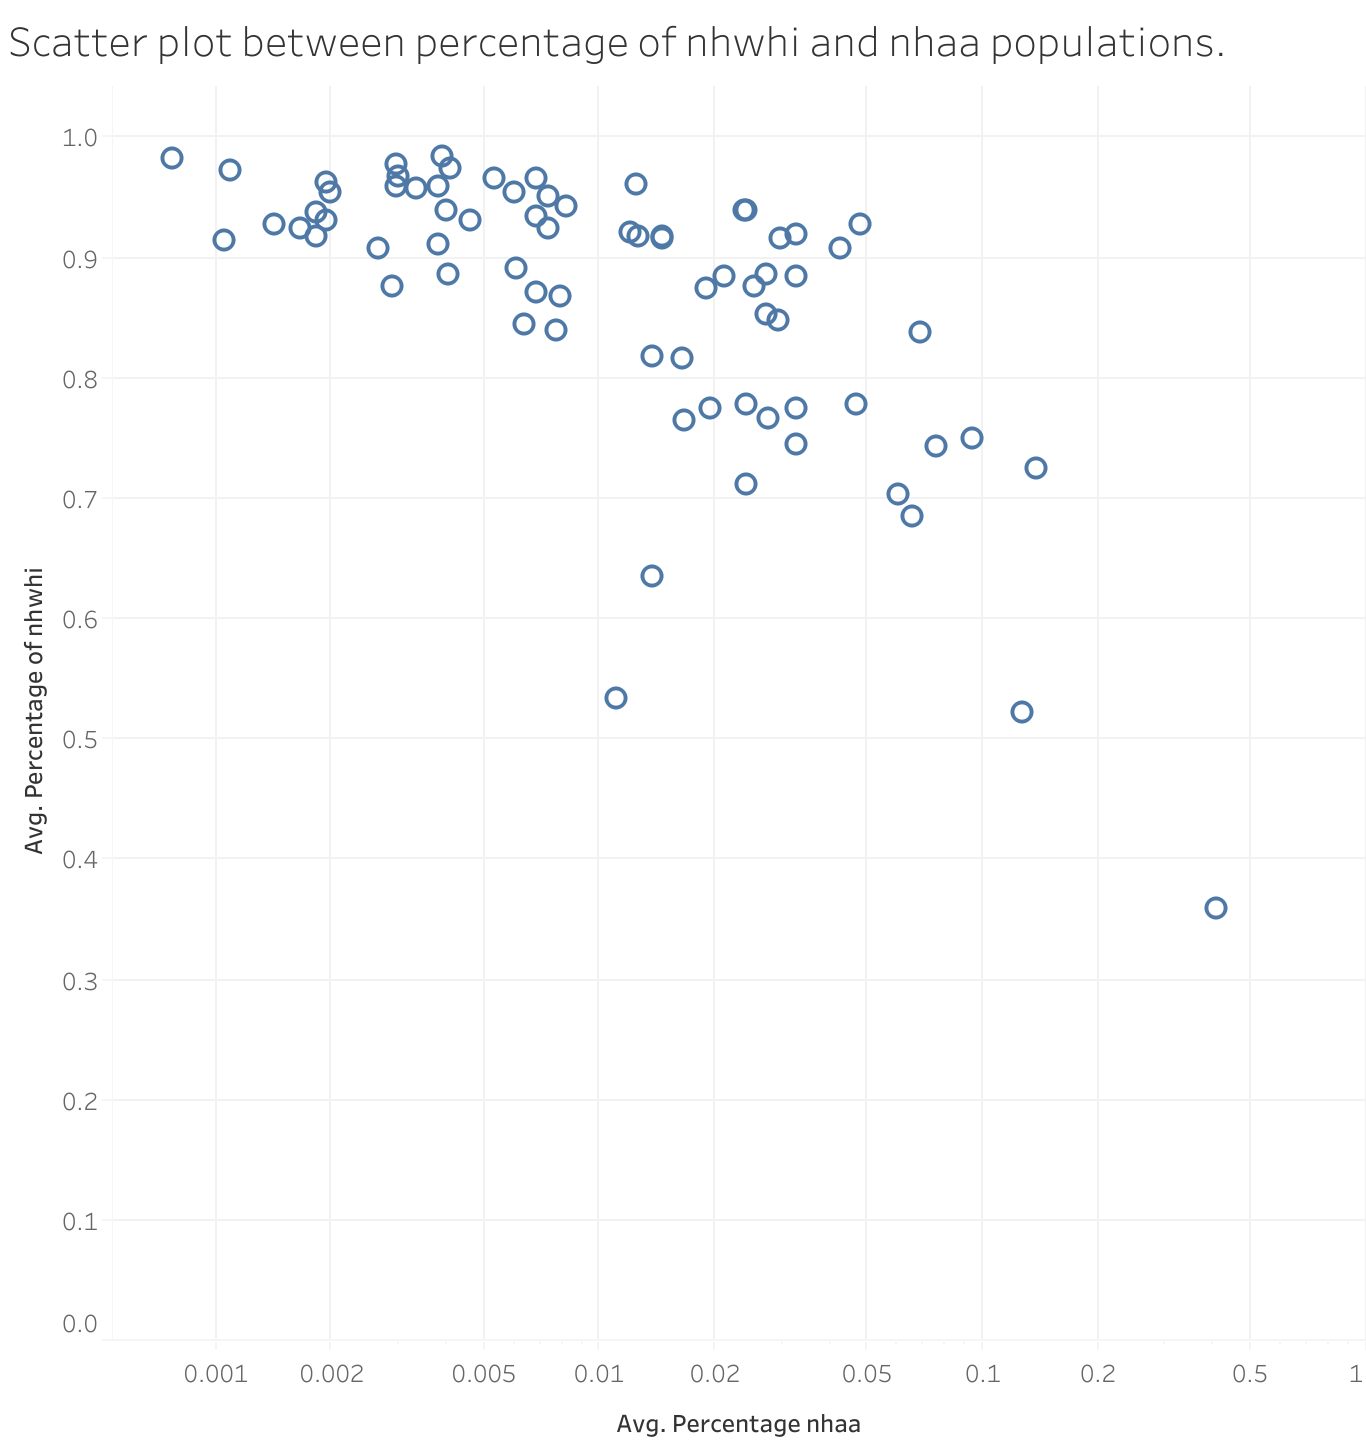 Scatter plot between percentage of nhwhi and nhaa populations.
1.0
0.9
0.8
0.7
0.6
0.5
0.4
0.3
0.2
0.1
0.0
Avg. Percentage of nhwhi
0.001 0.002 0.005 0.01 0.02 0.05 0.1 0.2 0.5 1
Avg. Percentage nhaa